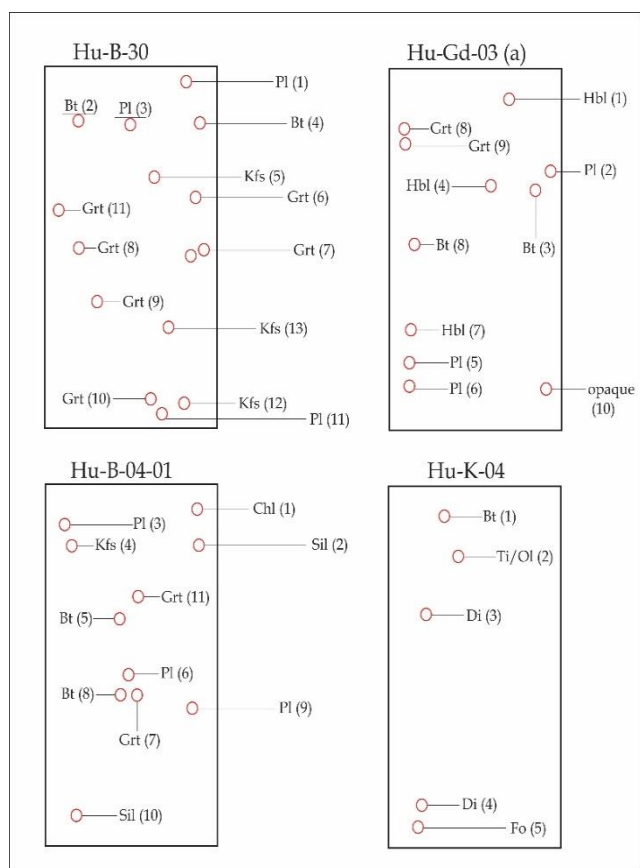 Hu-B-30
Pl (1)
Bt (2)
Pl (3)
Bt (4)
Kfs (5)
Grt (6)
Grt (11)
Grt (8)
Grt (7)
Grt (9)
Kfs (13)
Grt (10)
Kfs (12)
Pl (11)
Hu-Gd-03 (a)
Hbl (1)
Grt (8)
Grt (9)
Pl (2)
Hbl (4)
Bt (3)
Bt (8)
Hbl (7)
Pl (5)
Pl (6)
opaque
(10)
Hu-B-04-01
Chl (1)
Pl (3)
Kfs (4)
Sil (2)
Grt (11)
Bt (5)
Pl (6)
Bt (8)
Pl (9)
Grt (7)
Sil (10)
Hu-K-04
Bt (1)
Ti/Ol (2)
Di (3)
Di (4)
Fo (5)